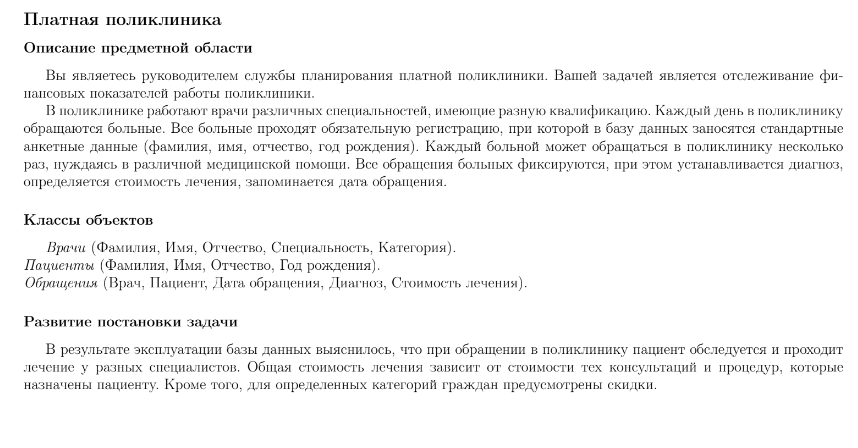 Платная поликлиника
Описание предметной области
Вы являетесь руководителем службы планирования платной поликлиники. Вашей задачей является отслеживание фи-
нансовых показателей работы поликлиники.
В поликлинике работают врачи различных специальностей, имеющие разную квалификацию. Каждый день в поликлинику
обращаются больные. Все больные проходят обязательную регистрацию, при которой в базу данных заносятся стандартные
анкетные данные (фамилия, имя, отчество, год рождения). Каждый больной может обращаться в поликлинику несколько
раз, нуждаясь в различной медицинской помощи. Все обращения больных фиксируются, при этом устанавливается диагноз,
определяется стоимость лечения, запоминается дата обращения.
Классы объектов
Врачи (Фамилия, Имя, Отчество, Специальность, Категория).
Пациенты (Фамилия, Имя, Отчество, Год рождения).
Обращения (Врач, Пациент, Дата обращения, Диагноз, Стоимость лечения).
Развитие постановки задачи
В результате эксплуатации базы данных выяснилось, что при обращении в поликлинику пациент обследуется и проходит
лечение у разных специалистов. Общая стоимость лечения зависит от стоимости тех консультаций и процедур, которые
назначены пациенту. Кроме того, для определенных категорий граждан предусмотрены скидки.